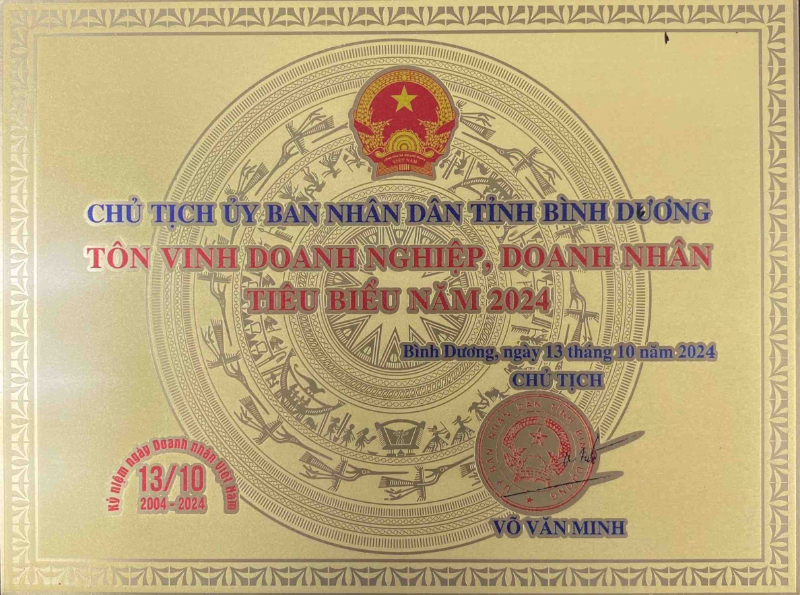 VIỆT NAM
CHỦ TỊCH ỦY BAN NHÂN DÂN TỈNH BÌNH DƯƠNG
TÔN VINH DOANH NGHIỆP, DOANH NHÂN
TIÊU BIỂU NĂM 2024
Bình Dương, ngày 13 tháng 10 năm 2024
CHỦ TỊCH
VÕ VĂN MINH
Kỷ niệm ngày Doanh nhân Việt Nam
13/10
2004 - 2024